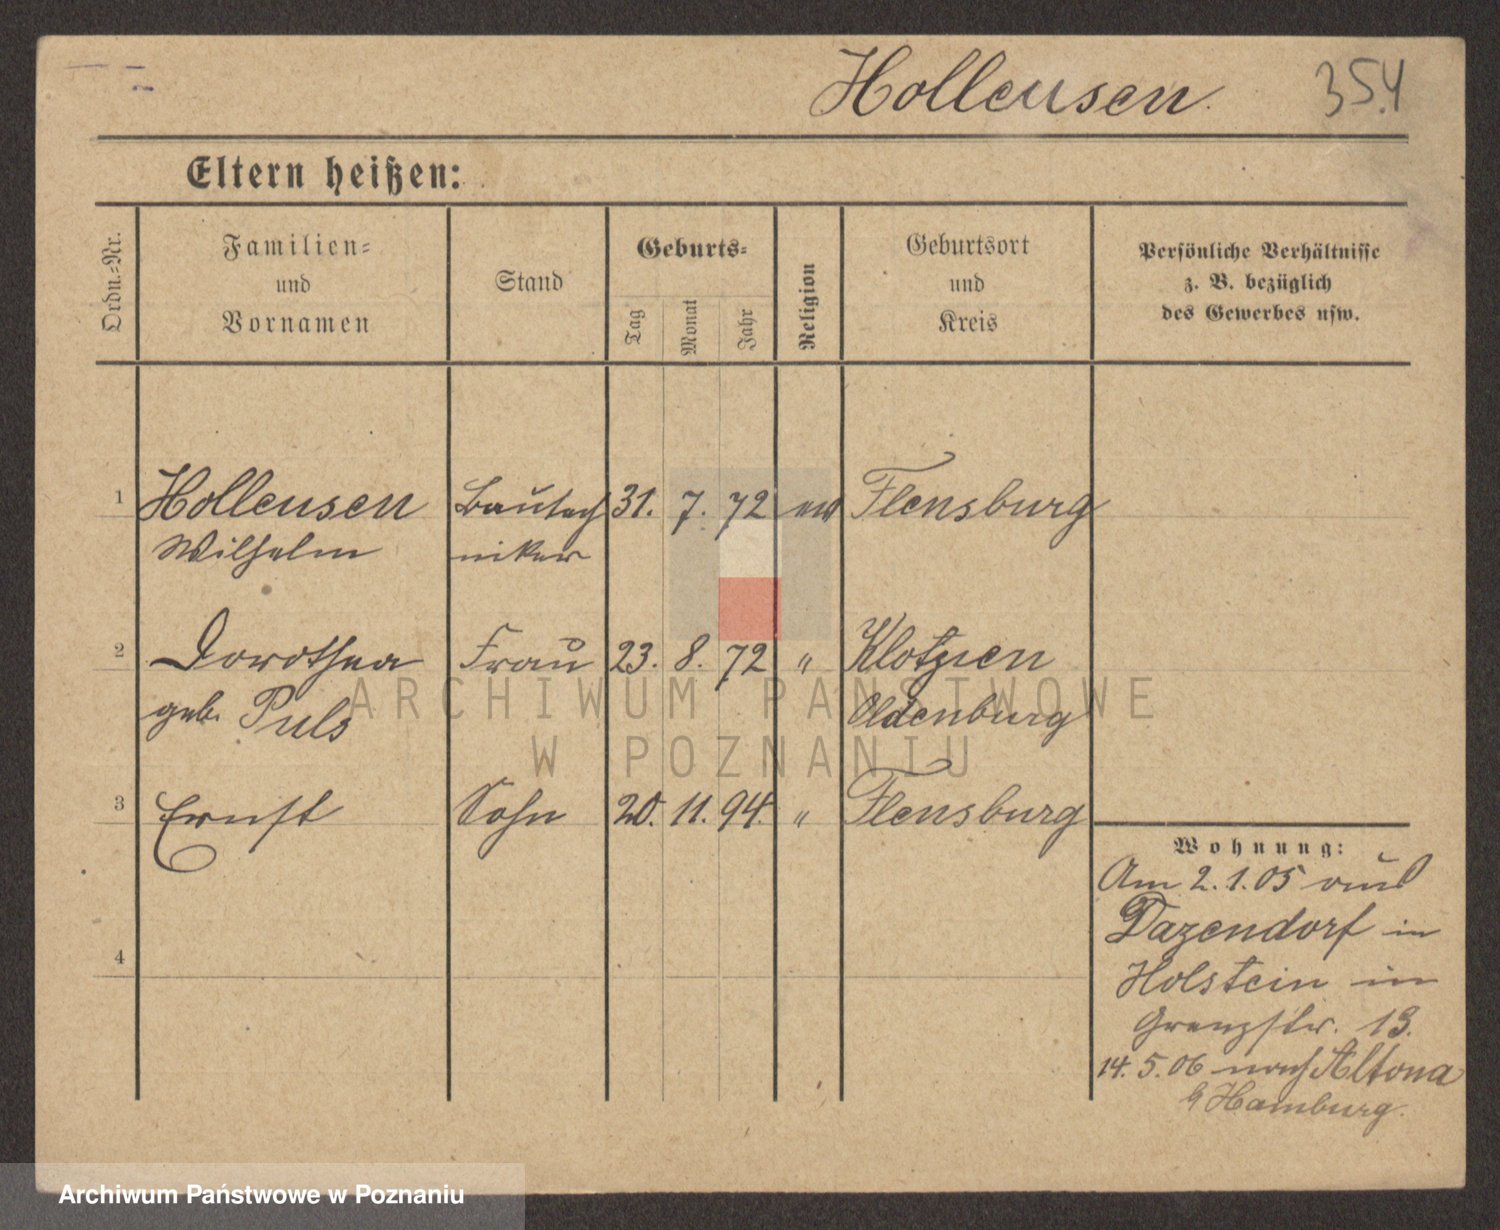 Hollensen. 354
Eltern heißen:
Ordn.=Nr.
Familien=
und
Vornamen
Stand
Geburts=
Tag
Monat
Jahr
Religion
Geburtsort
und
Kreis
Persönliche Verhältnisse
z. B. bezüglich
des Gewerbes usw.
1 Hollensen Bautech 31. 7. 72 ev Flensburg
Wilhelm niker
2 Dorothea Frau 23. 8. 72 " Klotzien
geb. Puls Oldenburg
3 Ernst Sohn 20. 11. 94. " Flensburg
4
Wohnung:
Am 2. 1. 05 aus
Dazendorf in
Holstein in
Grenzstr. 13.
14. 5. 06 nach Altona
b Hamburg.
ARCHIWUM PAŃSTWOWE
W POZNANIU
Archiwum Państwowe w Poznaniu